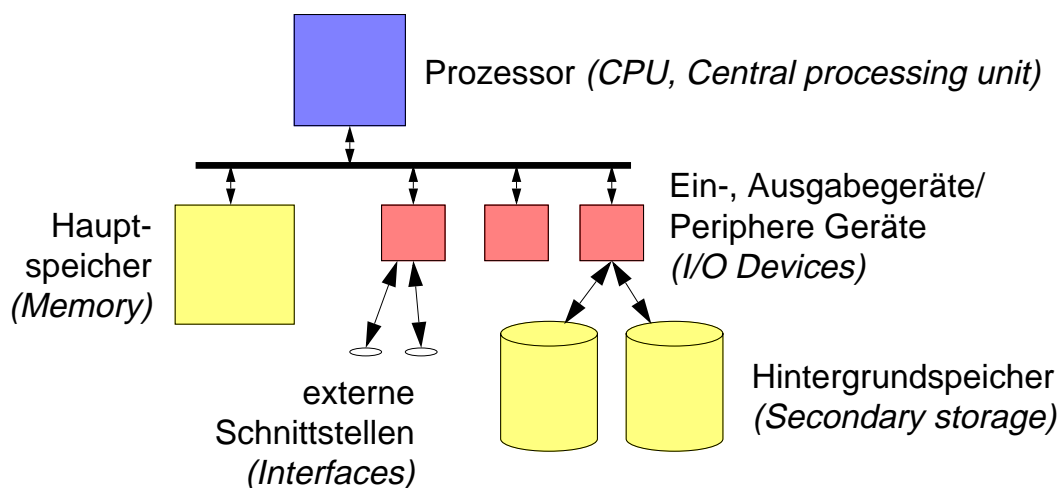 Prozessor (CPU, Central processing unit)
Haupt-
speicher
(Memory)
Ein-, Ausgabegeräte/
Periphere Geräte
(I/O Devices)
externe
Schnittstellen
(Interfaces)
Hintergrundspeicher
(Secondary storage)